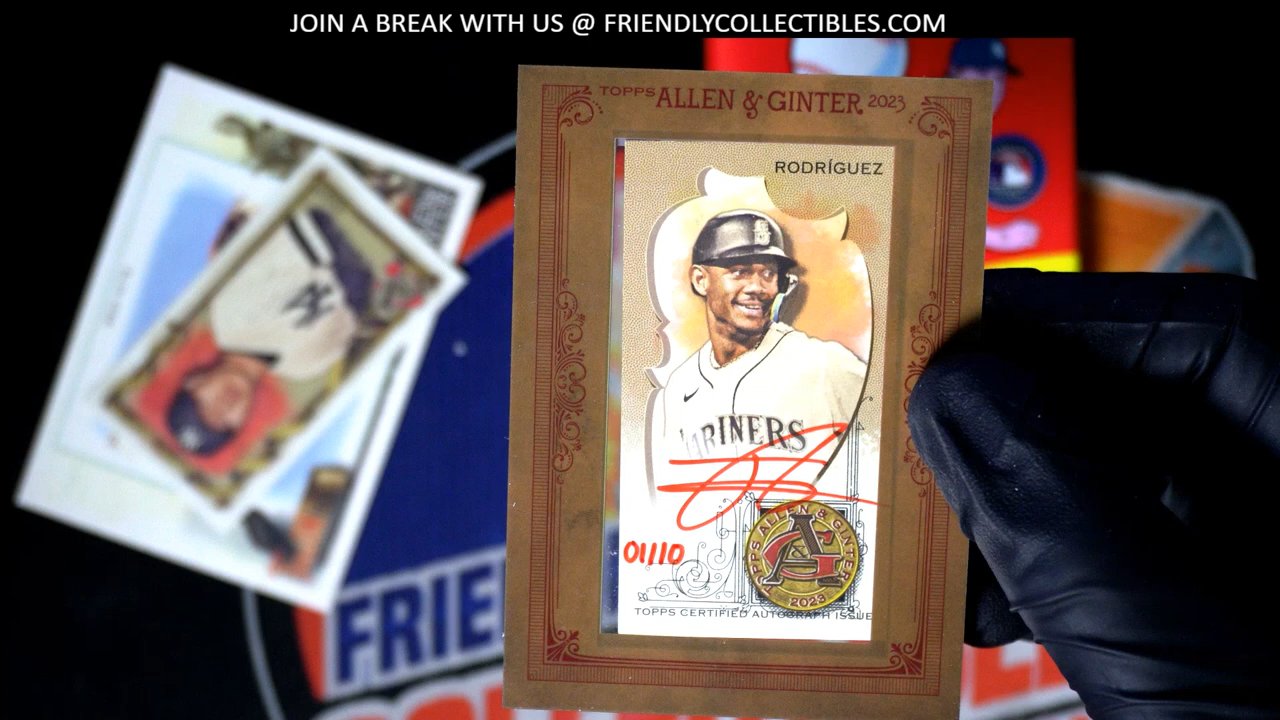 JOIN A BREAK WITH US @ FRIENDLYCOLLECTIBLES.COM
TOPPS ALLEN & GINTER 2023
RODRÍGUEZ
MARINERS
01/10
TOPPS ALLEN & GINTER
AG
2023
TOPPS CERTIFIED AUTOGRAPH ISSUE
FRIE